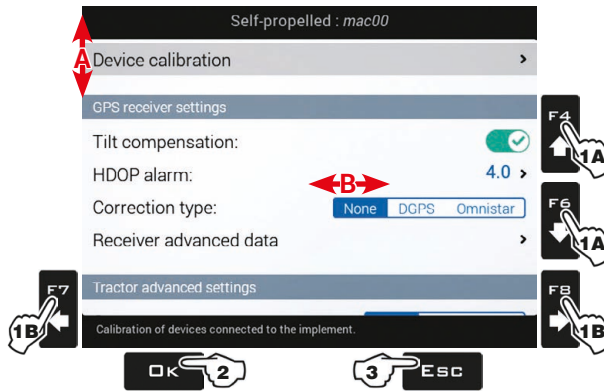 Self-propelled : mac00
A
Device calibration
GPS receiver settings
F4
Tilt compensation:
1A
HDOP alarm: 4.0
B
Correction type: None DGPS Omnistar
F6
Receiver advanced data
1A
F7
Tractor advanced settings
F8
1B
Calibration of devices connected to the implement.
1B
OK
2
3
ESC